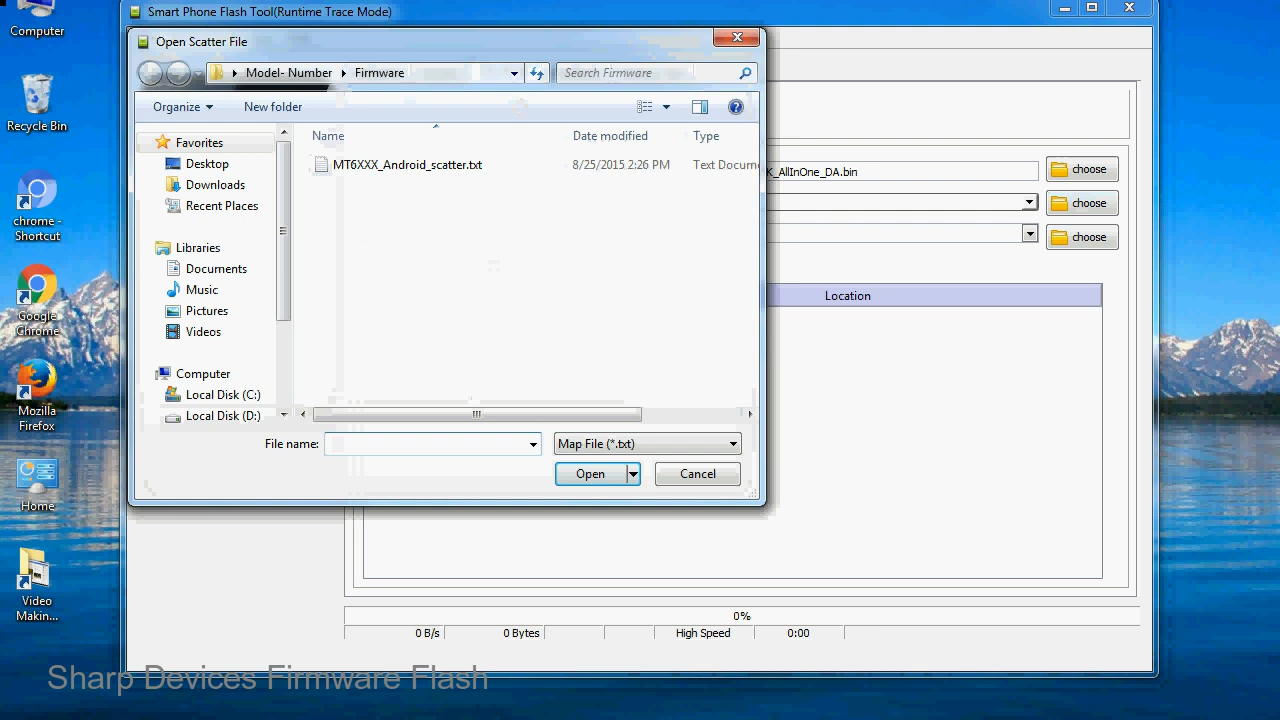 Computer
Recycle Bin
chrome -
Shortcut
Google
Chrome
Mozilla
Firefox
Home
Video
Makin...
Smart Phone Flash Tool(Runtime Trace Mode)
Open Scatter File
Model- Number Firmware
Search Firmware
Organize New folder
Favorites
Desktop
Downloads
Recent Places
Libraries
Documents
Music
Pictures
Videos
Computer
Local Disk (C:)
Local Disk (D:)
Name Date modified Type
MT6XXX_Android_scatter.txt 8/25/2015 2:26 PM Text Docum
File name: Map File (*.txt)
Open Cancel
K_AllInOne_DA.bin choose
choose
choose
Location
0%
0 B/s 0 Bytes High Speed 0:00
Sharp Devices Firmware Flash